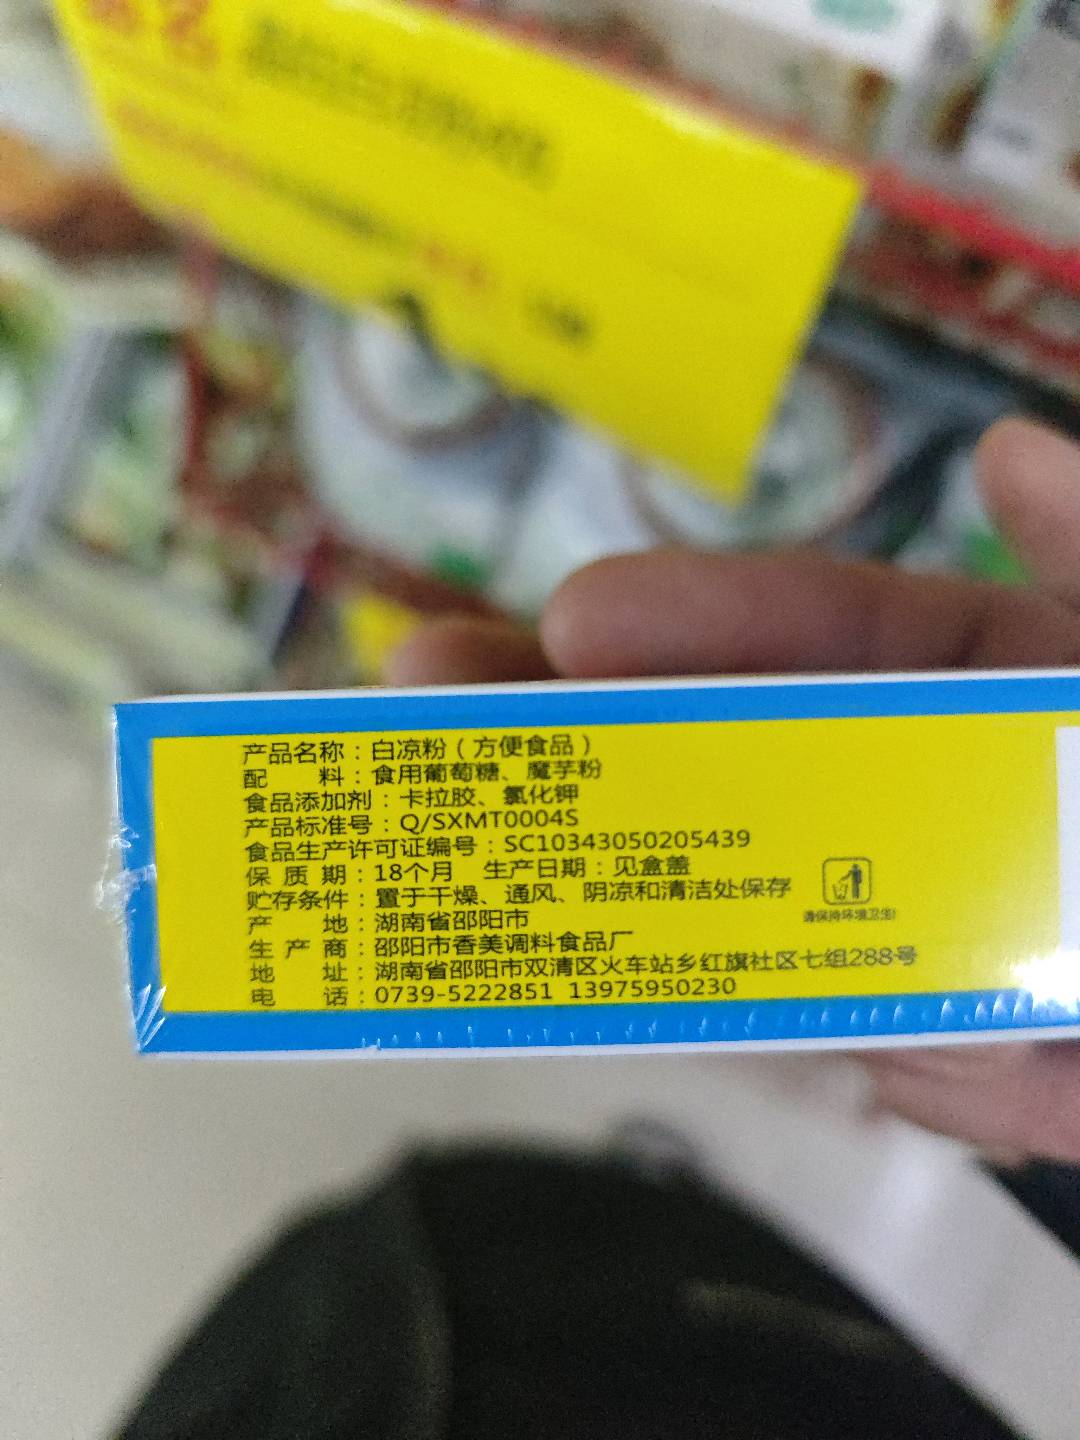 产品名称：白凉粉（方便食品）
配 料：食用葡萄糖、魔芋粉
食品添加剂：卡拉胶、氯化钾
产品标准号：Q/SXMT0004S
食品生产许可证编号：SC10343050205439
保 质 期：18个月 生产日期：见盒盖
贮存条件：置于干燥、通风、阴凉和清洁处保存
请保持环境卫生!
产 地：湖南省邵阳市
生 产 商：邵阳市香美调料食品厂
地 址：湖南省邵阳市双清区火车站乡红旗社区七组288号
电 话：0739-5222851 13975950230